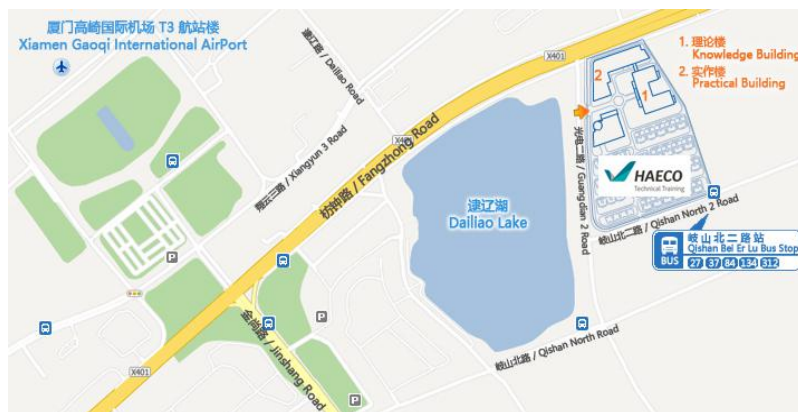 厦门高崎国际机场 T3 航站楼
Xiamen Gaoqi International AirPort
逮辽路 / Dailiao Road
X401
1. 理论楼
Knowledge Building
2. 实作楼
Practical Building
2
1
X401
翔云三路 / Xiangyun 3 Road
枋钟路 / Fangzhong Road
光电二路 / Guangdian 2 Road
HAECO
Technical Training
逮辽湖
Dailiao Lake
岐山北二路 / Qishan North 2 Road
岐山北二路站
Qishan Bei Er Lu Bus Stop
BUS
27 37 84 134 312
P
P
金尚路 / Jinshang Road
岐山北路 / Qishan North Road
X401
P